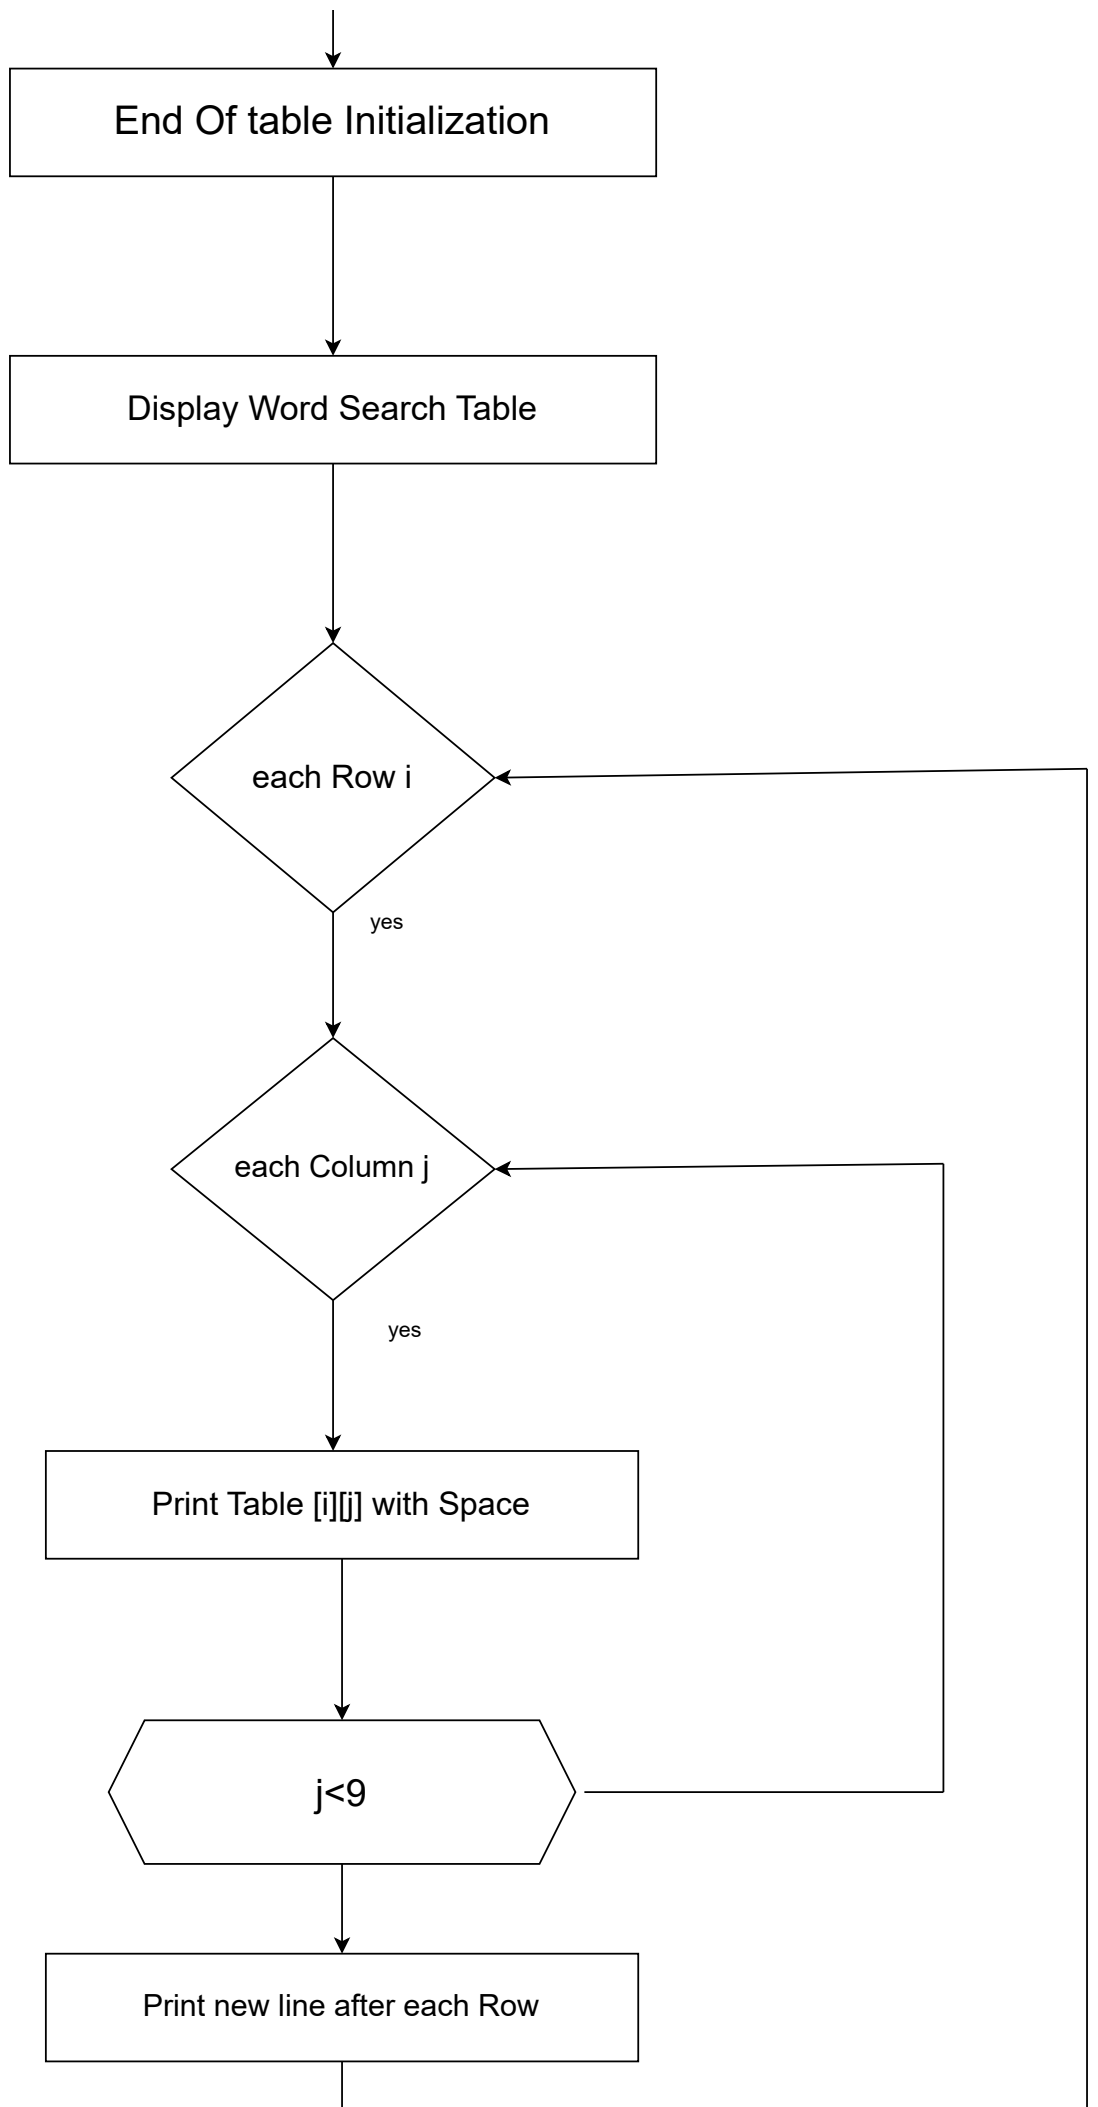 End Of table Initialization
Display Word Search Table
each Row i
yes
each Column j
yes
Print Table [i][j] with Space
j<9
Print new line after each Row